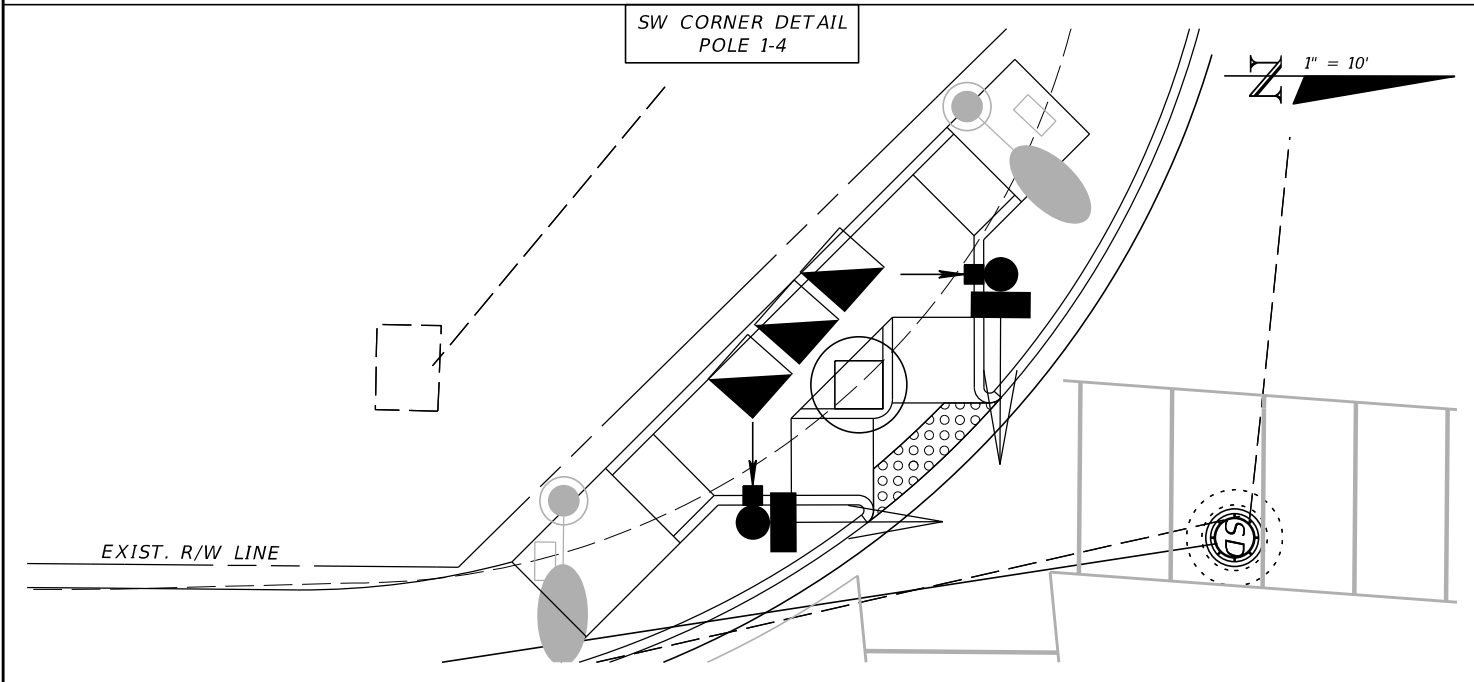 SW CORNER DETAIL
POLE 1-4
N
1" = 10'
EXIST. R/W LINE
SD